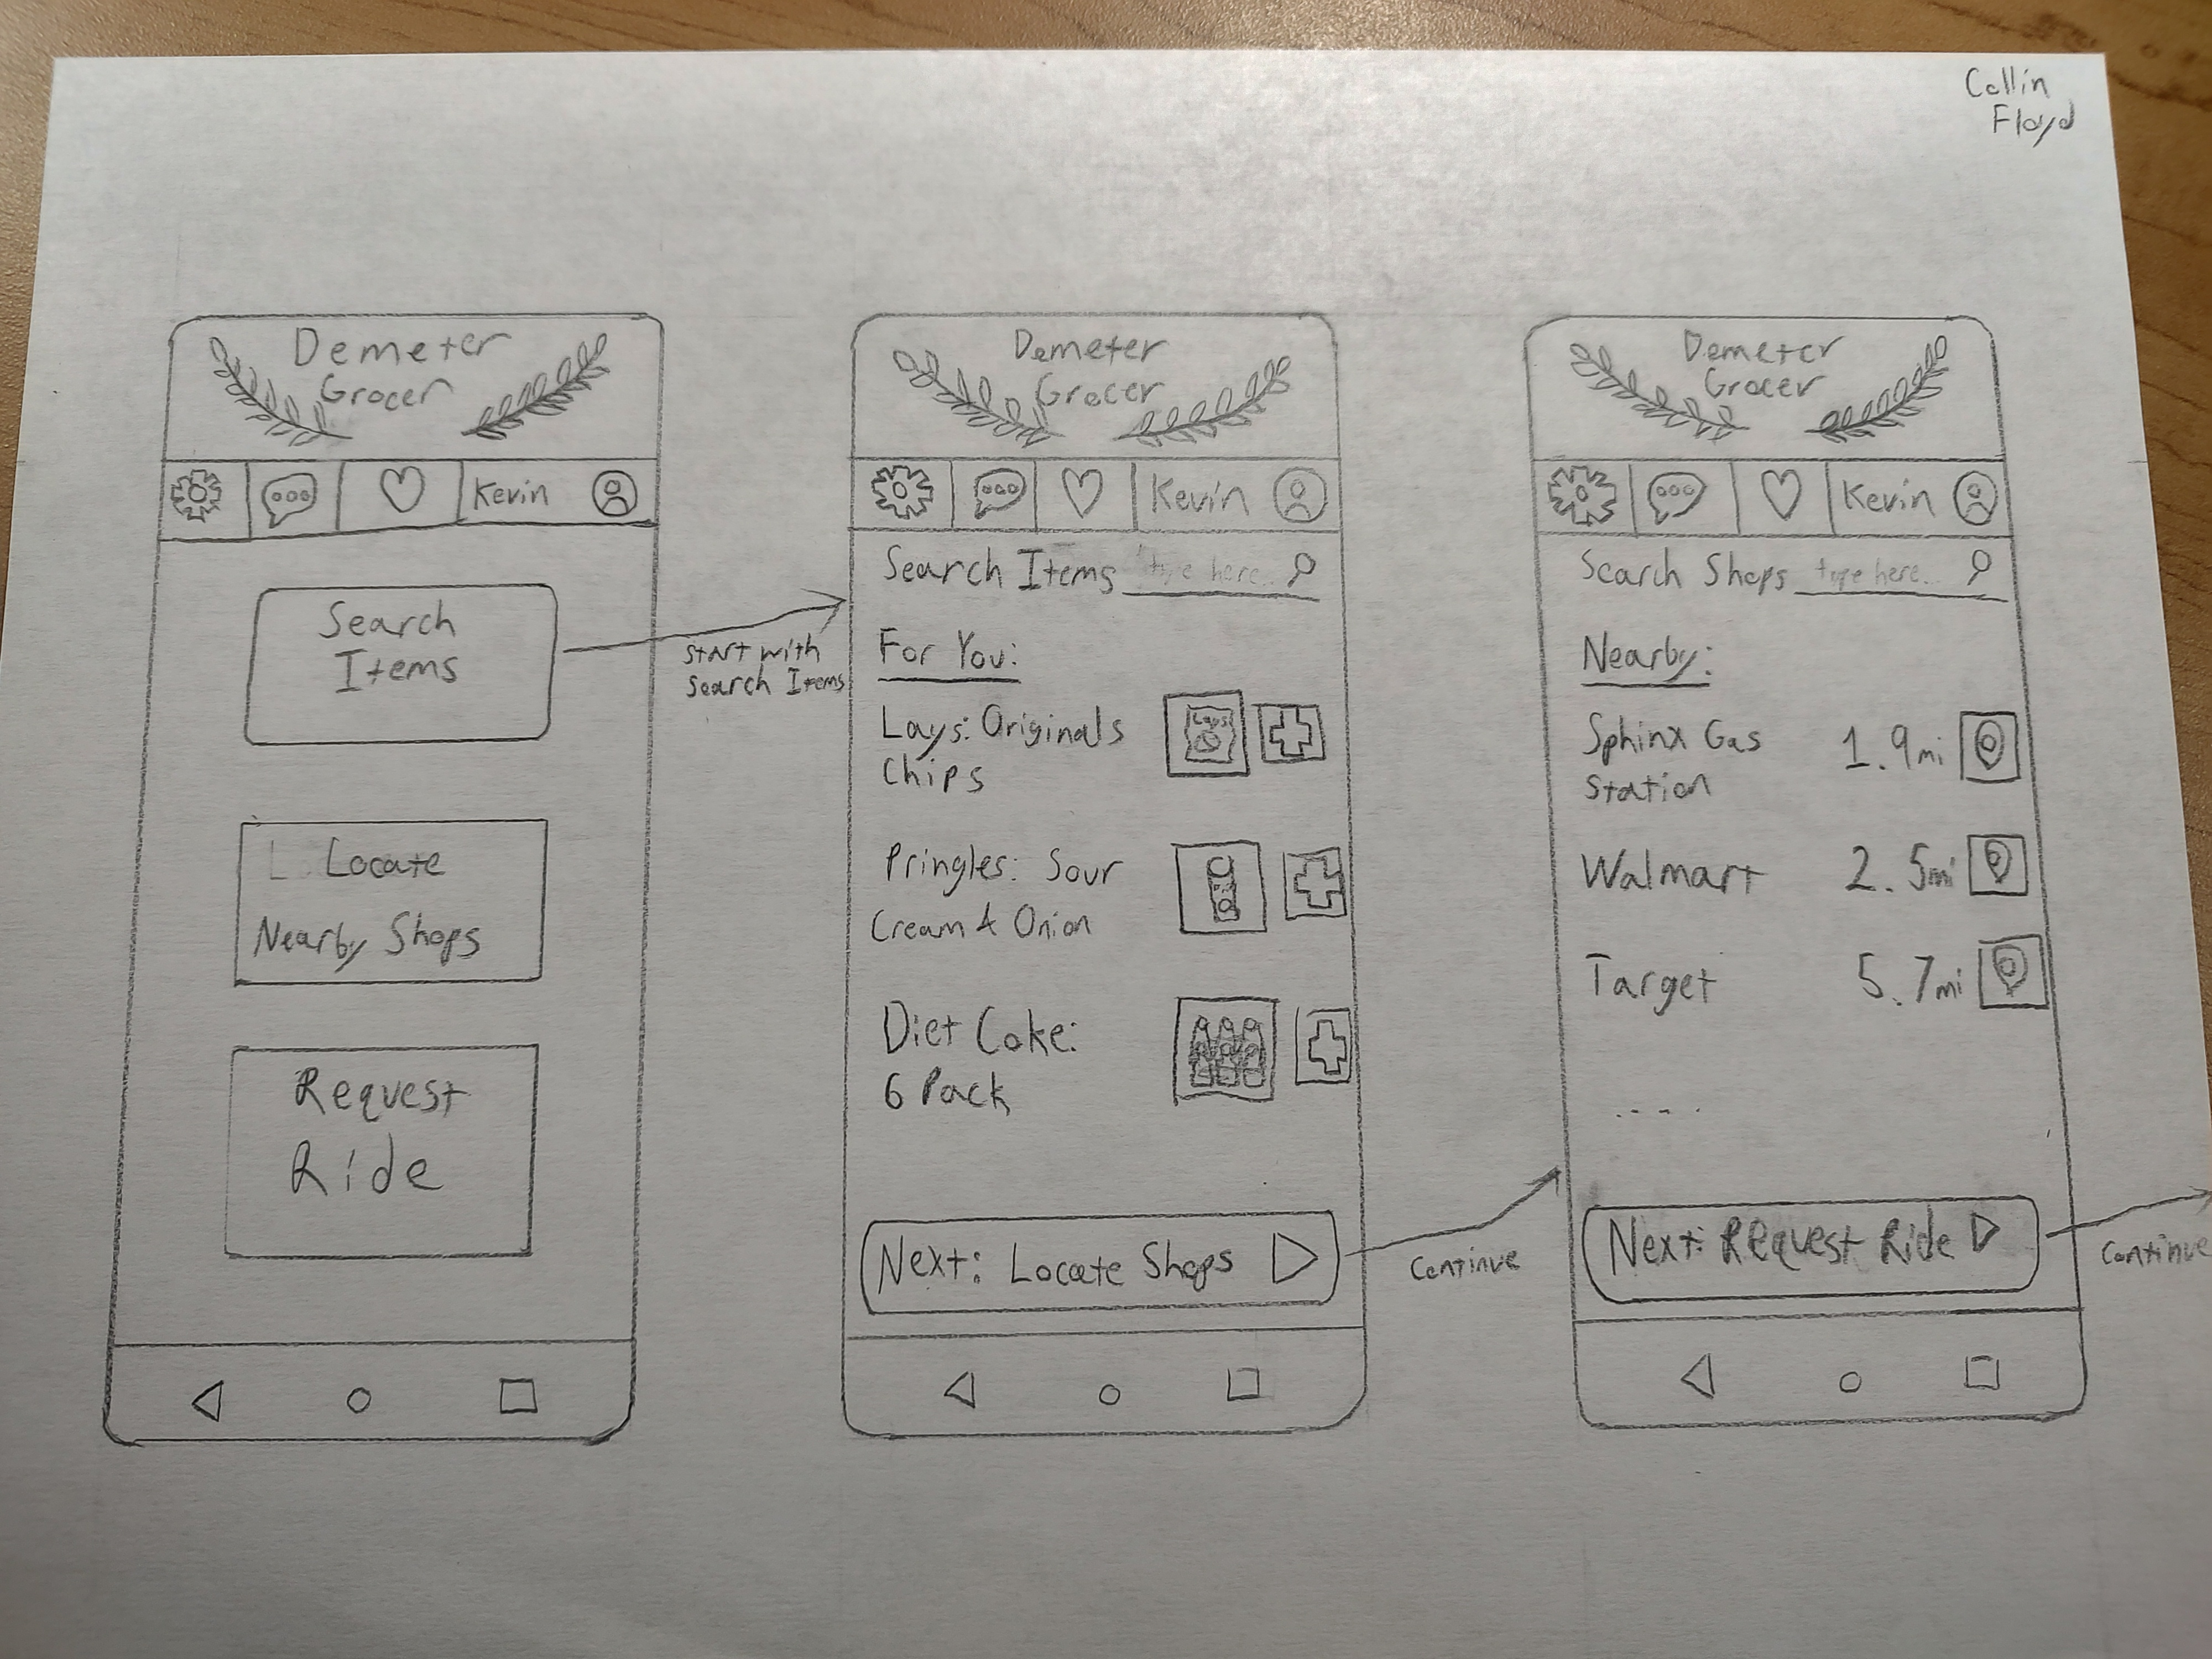 Collin
Floyd
Demeter
Grocer
Kevin
Search
Items
Locate
Nearby Shops
Request
Ride
Start with
Search Items
Demeter
Grocer
Kevin
Search Items type here...
For You:
Lays: Originals
Chips
Lays
Pringles: Sour
Cream & Onion
Diet Coke:
6 Pack
Next: Locate Shops
Continue
Demeter
Grocer
Kevin
Search Shops type here...
Nearby:
Sphinx Gas
Station 1.9mi
Walmart 2.5mi
Target 5.7mi
...
Next: Request Ride
Continue